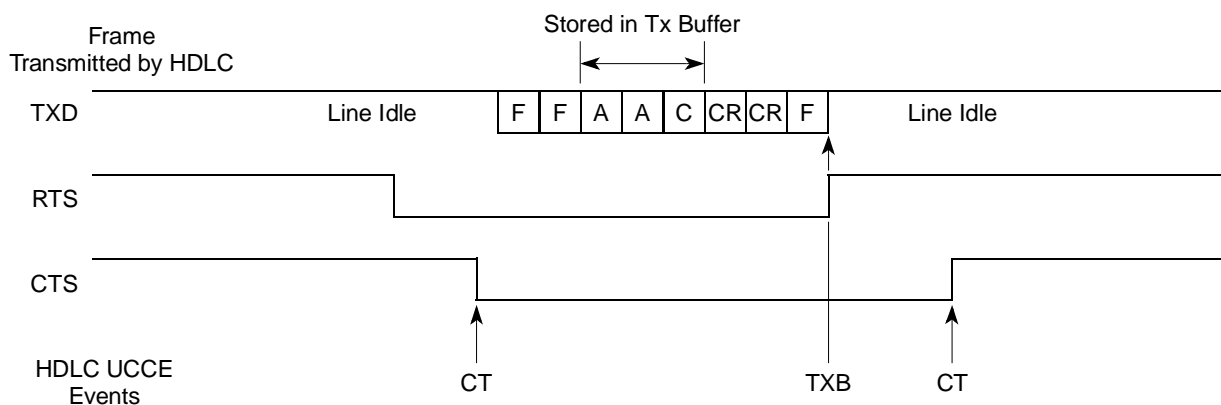 Frame
Transmitted by HDLC
Stored in Tx Buffer
TXD
Line Idle
F F A A C CR CR F
Line Idle
RTS
CTS
HDLC UCCE
Events
CT
TXB
CT